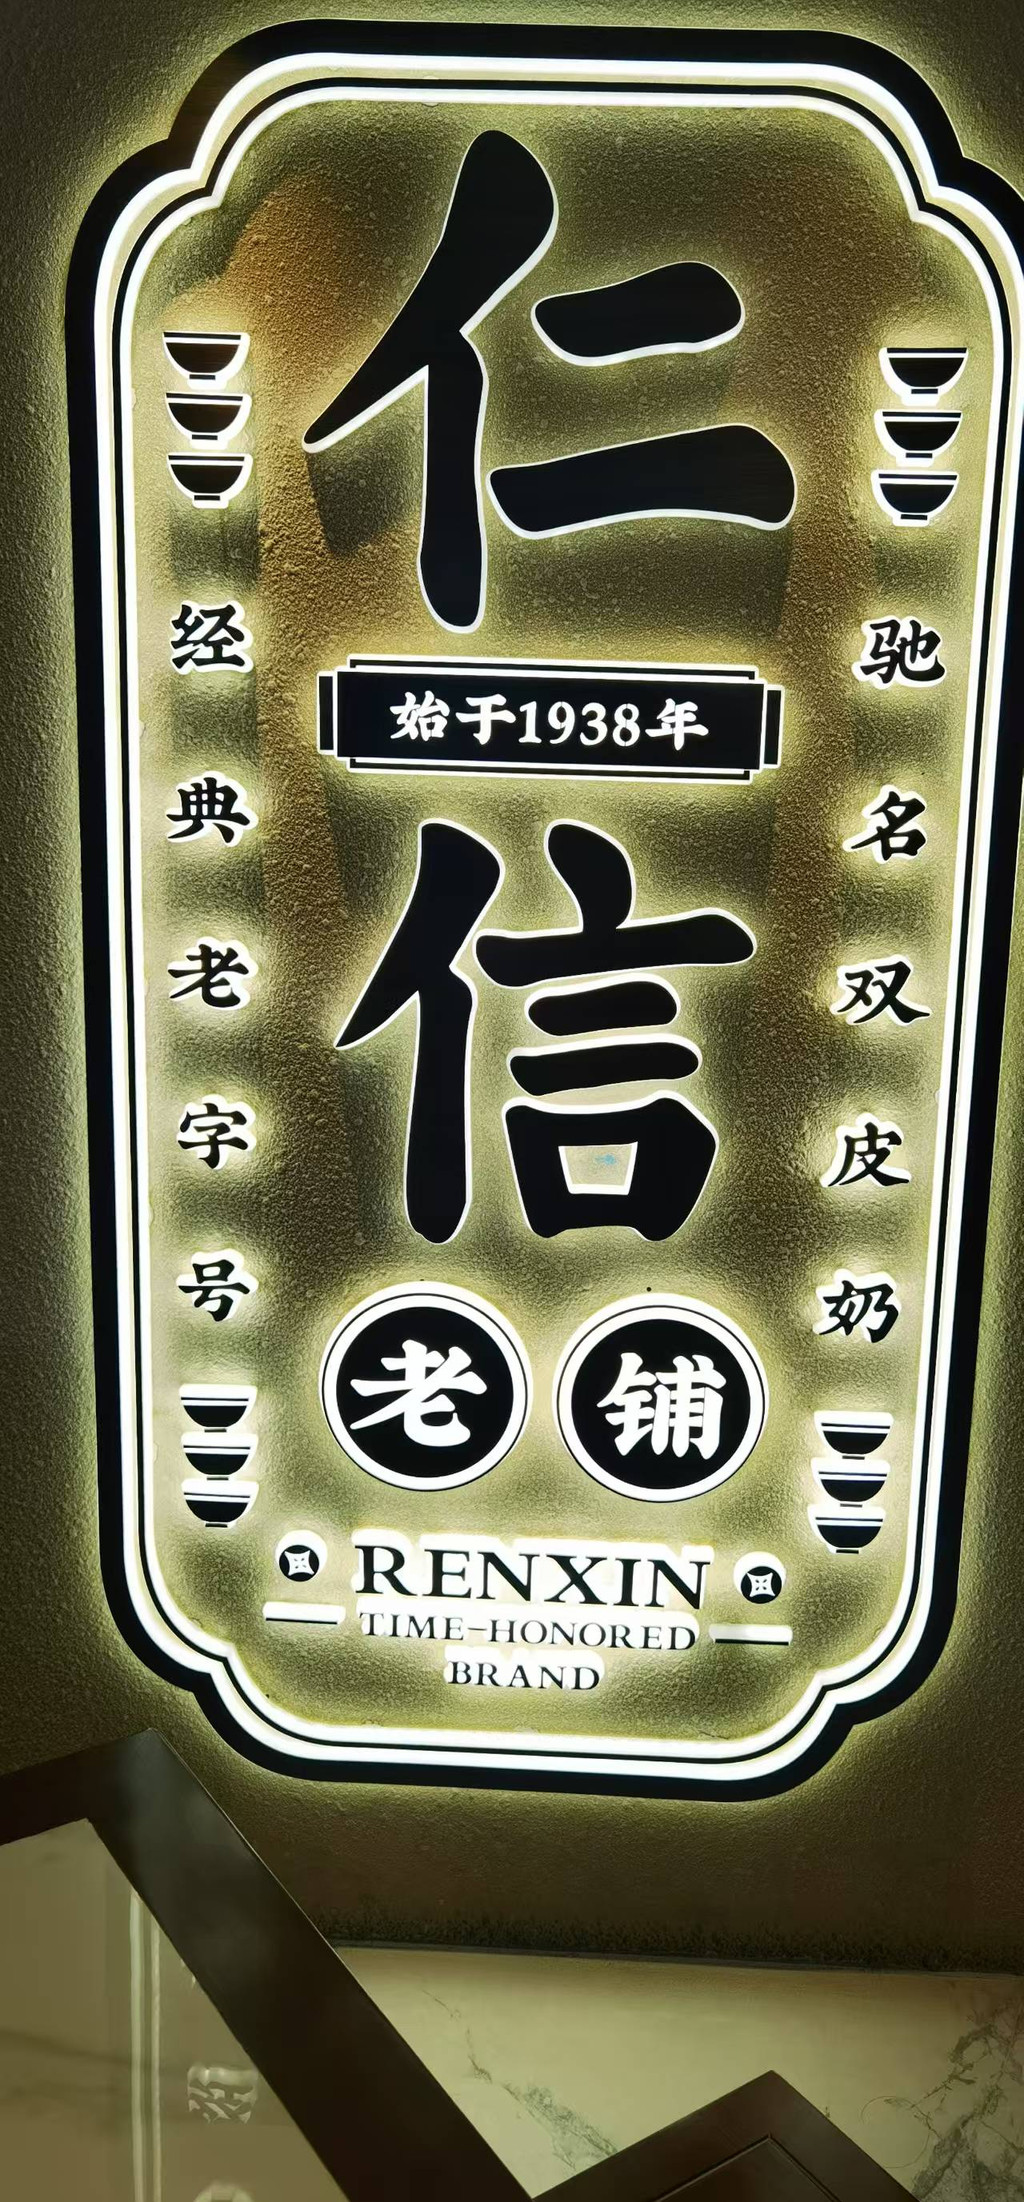 仁
始于1938年
信
老铺
经典老字号
驰名双皮奶
RENXIN
TIME-HONORED
BRAND